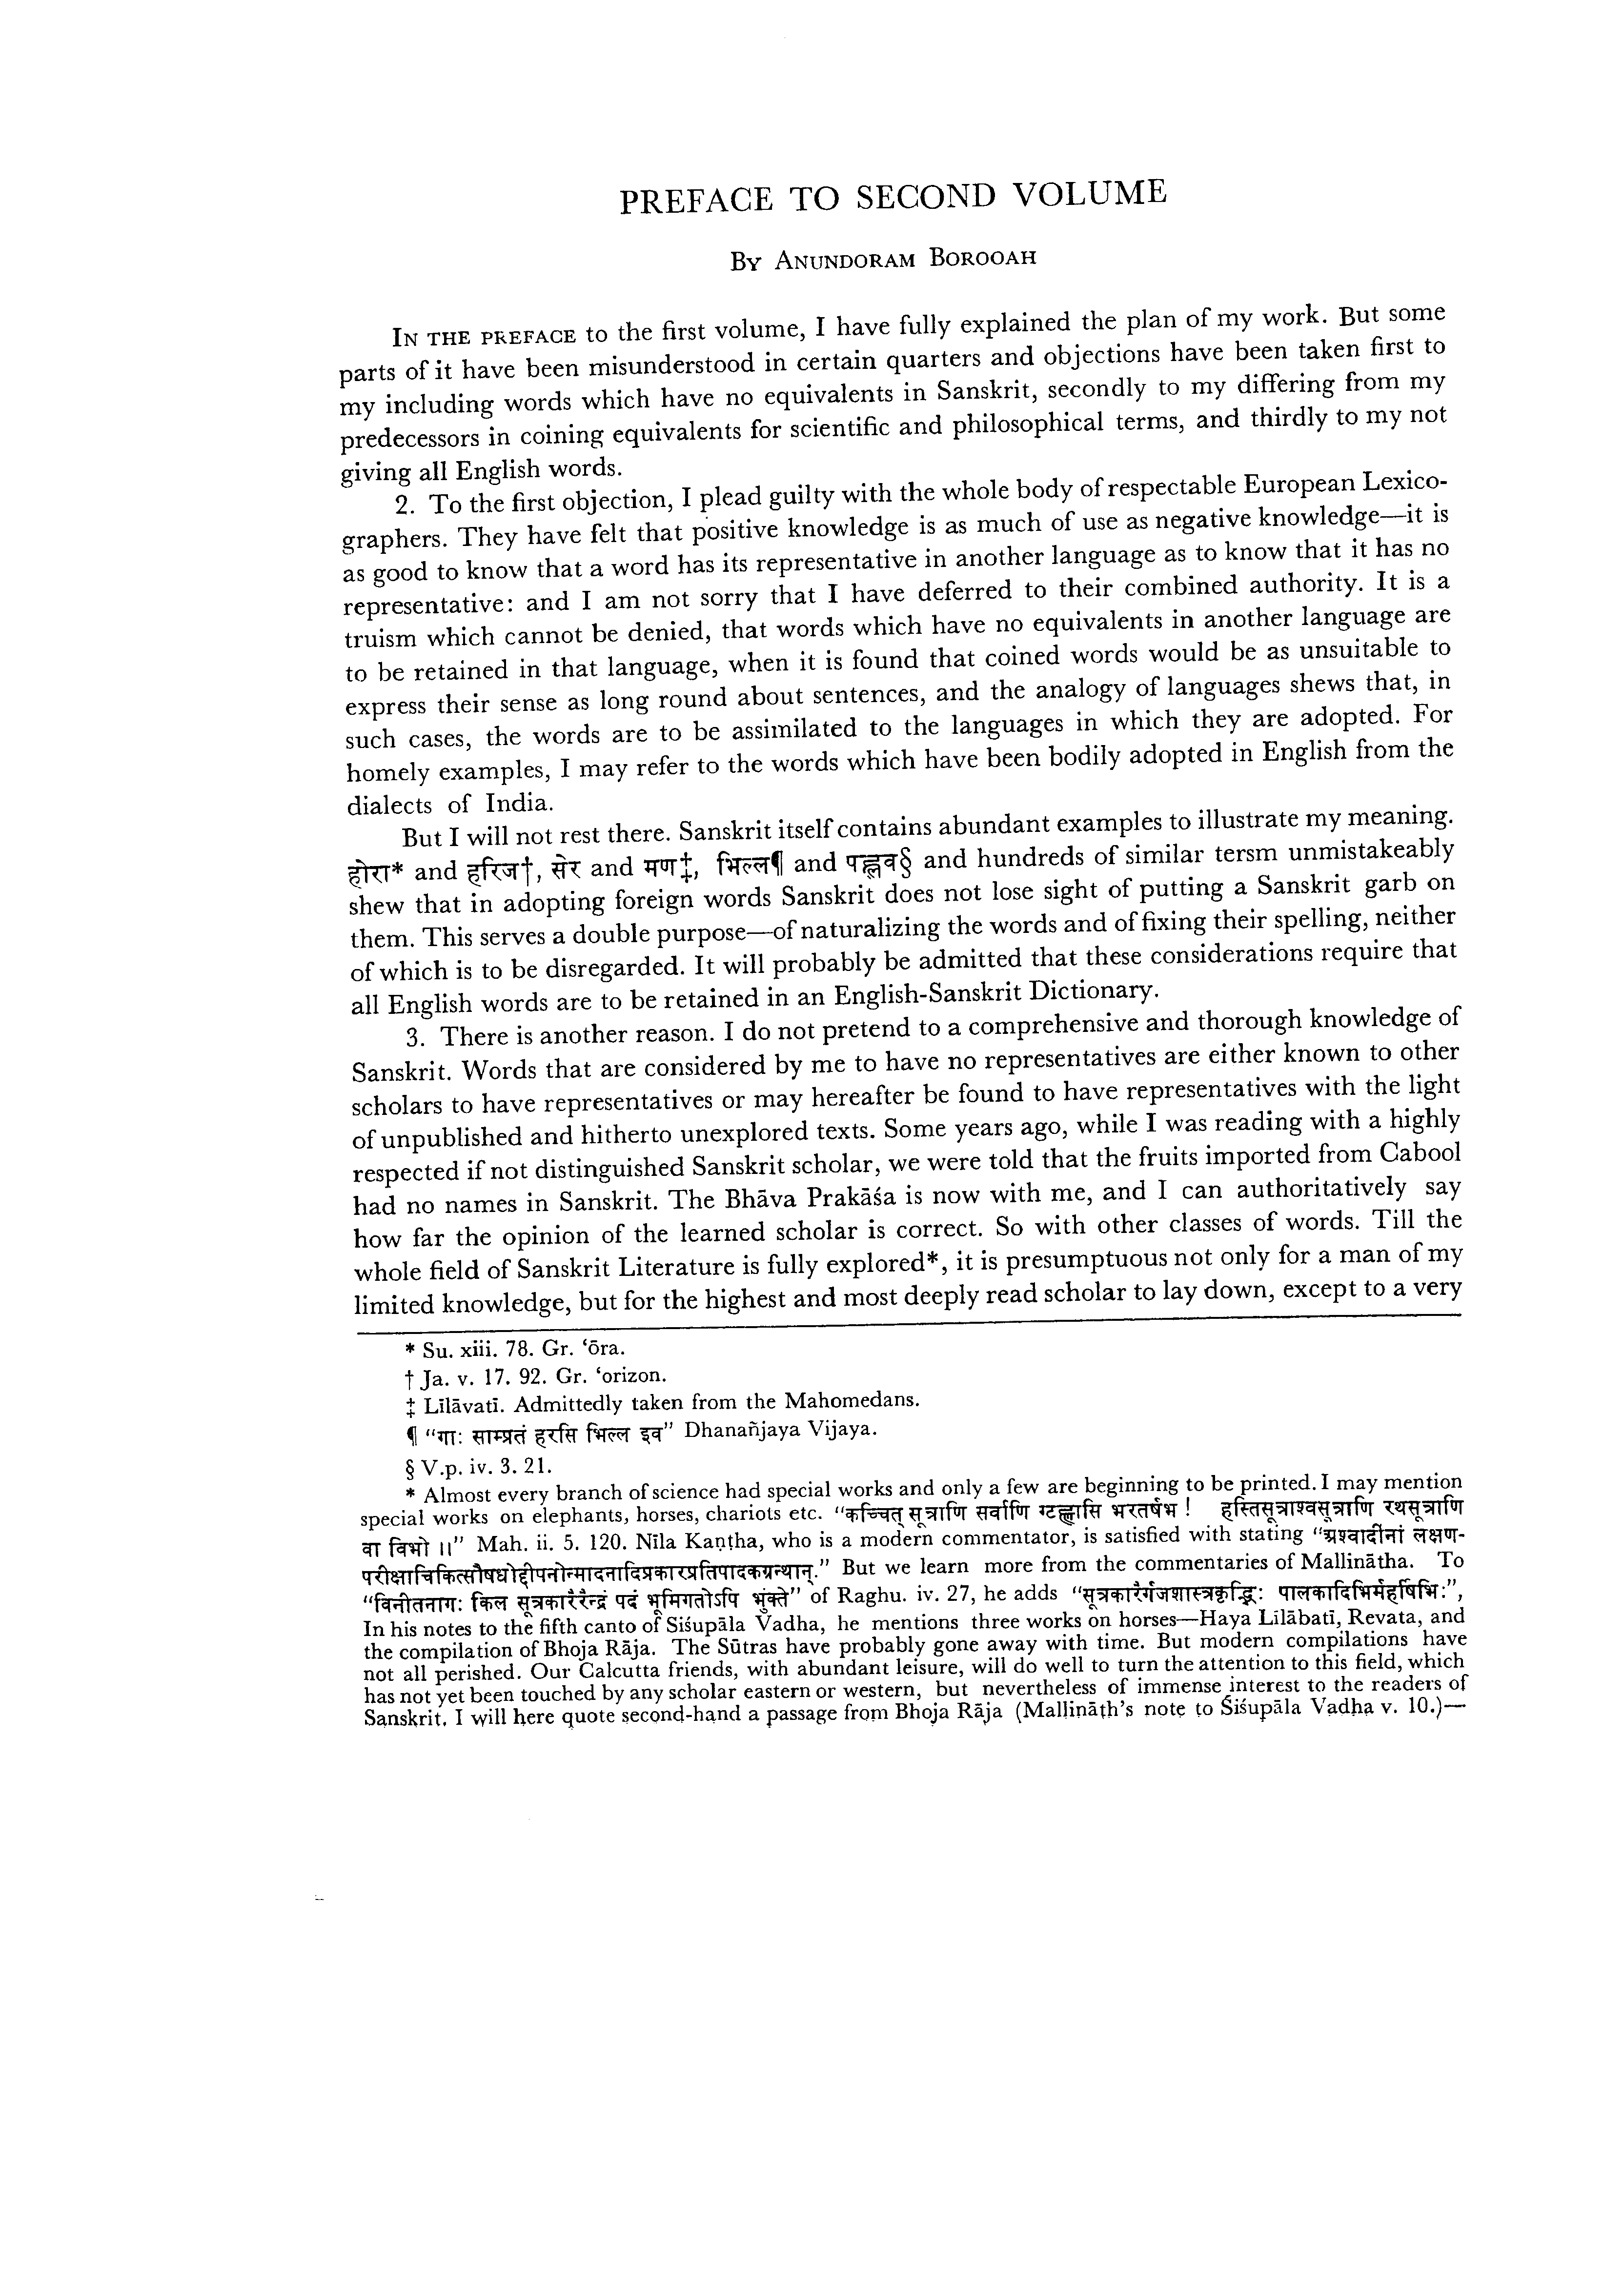 PREFACE TO SECOND VOLUME
By Anundoram Borooah
In the preface to the first volume, I have fully explained the plan of my work. But some
parts of it have been misunderstood in certain quarters and objections have been taken first to
my including words which have no equivalents in Sanskrit, secondly to my differing from my
predecessors in coining equivalents for scientific and philosophical terms, and thirdly to my not
giving all English words.
2. To the first objection, I plead guilty with the whole body of respectable European Lexico-
graphers. They have felt that positive knowledge is as much of use as negative knowledge—it is
as good to know that a word has its representative in another language as to know that it has no
representative: and I am not sorry that I have deferred to their combined authority. It is a
truism which cannot be denied, that words which have no equivalents in another language are
to be retained in that language, when it is found that coined words would be as unsuitable to
express their sense as long round about sentences, and the analogy of languages shews that, in
such cases, the words are to be assimilated to the languages in which they are adopted. For
homely examples, I may refer to the words which have been bodily adopted in English from the
dialects of India.
But I will not rest there. Sanskrit itself contains abundant examples to illustrate my meaning.
होरा* and हरिज†, सेर and मण‡, भिल्ल¶ and पह्लव§ and hundreds of similar tersm unmistakeably
shew that in adopting foreign words Sanskrit does not lose sight of putting a Sanskrit garb on
them. This serves a double purpose—of naturalizing the words and of fixing their spelling, neither
of which is to be disregarded. It will probably be admitted that these considerations require that
all English words are to be retained in an English-Sanskrit Dictionary.
3. There is another reason. I do not pretend to a comprehensive and thorough knowledge of
Sanskrit. Words that are considered by me to have no representatives are either known to other
scholars to have representatives or may hereafter be found to have representatives with the light
of unpublished and hitherto unexplored texts. Some years ago, while I was reading with a highly
respected if not distinguished Sanskrit scholar, we were told that the fruits imported from Cabool
had no names in Sanskrit. The Bhāva Prakāśa is now with me, and I can authoritatively say
how far the opinion of the learned scholar is correct. So with other classes of words. Till the
whole field of Sanskrit Literature is fully explored*, it is presumptuous not only for a man of my
limited knowledge, but for the highest and most deeply read scholar to lay down, except to a very
* Su. xiii. 78. Gr. ‘ōra.
† Ja. v. 17. 92. Gr. ‘orizon.
‡ Līlāvatī. Admittedly taken from the Mahomedans.
¶ “गाः साम्प्रतं हरसि भिल्ल इव” Dhanañjaya Vijaya.
§ V.p. iv. 3. 21.
* Almost every branch of science had special works and only a few are beginning to be printed. I may mention
special works on elephants, horses, chariots etc. “कच्चित् सूत्राणि सर्वाणि ग्टह्णासि भरतर्षभ ! हस्तिसूत्राश्वसूत्राणि रथसूत्राणि
वा विभो ॥” Mah. ii. 5. 120. Nīla Kaṇṭha, who is a modern commentator, is satisfied with stating “अश्वादीनां लक्षण-
परीक्षाचिकित्सौषधोद्दीपनोन्मादनादिप्रकारप्रतिपादकग्रन्थान्.” But we learn more from the commentaries of Mallinātha. To
“विनीतनागः किल सूत्रकारैरैन्द्रं पदं भूमिगतोऽपि भुंक्ते” of Raghu. iv. 27, he adds “सूत्रकारैर्गजशास्त्रकृद्भिः पालकादिभिर्महर्षिभिः”,
In his notes to the fifth canto of Siśupāla Vadha, he mentions three works on horses—Haya Līlābatī, Revata, and
the compilation of Bhoja Rāja. The Sūtras have probably gone away with time. But modern compilations have
not all perished. Our Calcutta friends, with abundant leisure, will do well to turn the attention to this field, which
has not yet been touched by any scholar eastern or western, but nevertheless of immense interest to the readers of
Sanskrit. I will here quote second-hand a passage from Bhoja Rāja (Mallināth’s note to Śiśupāla Vadha v. 10.)—